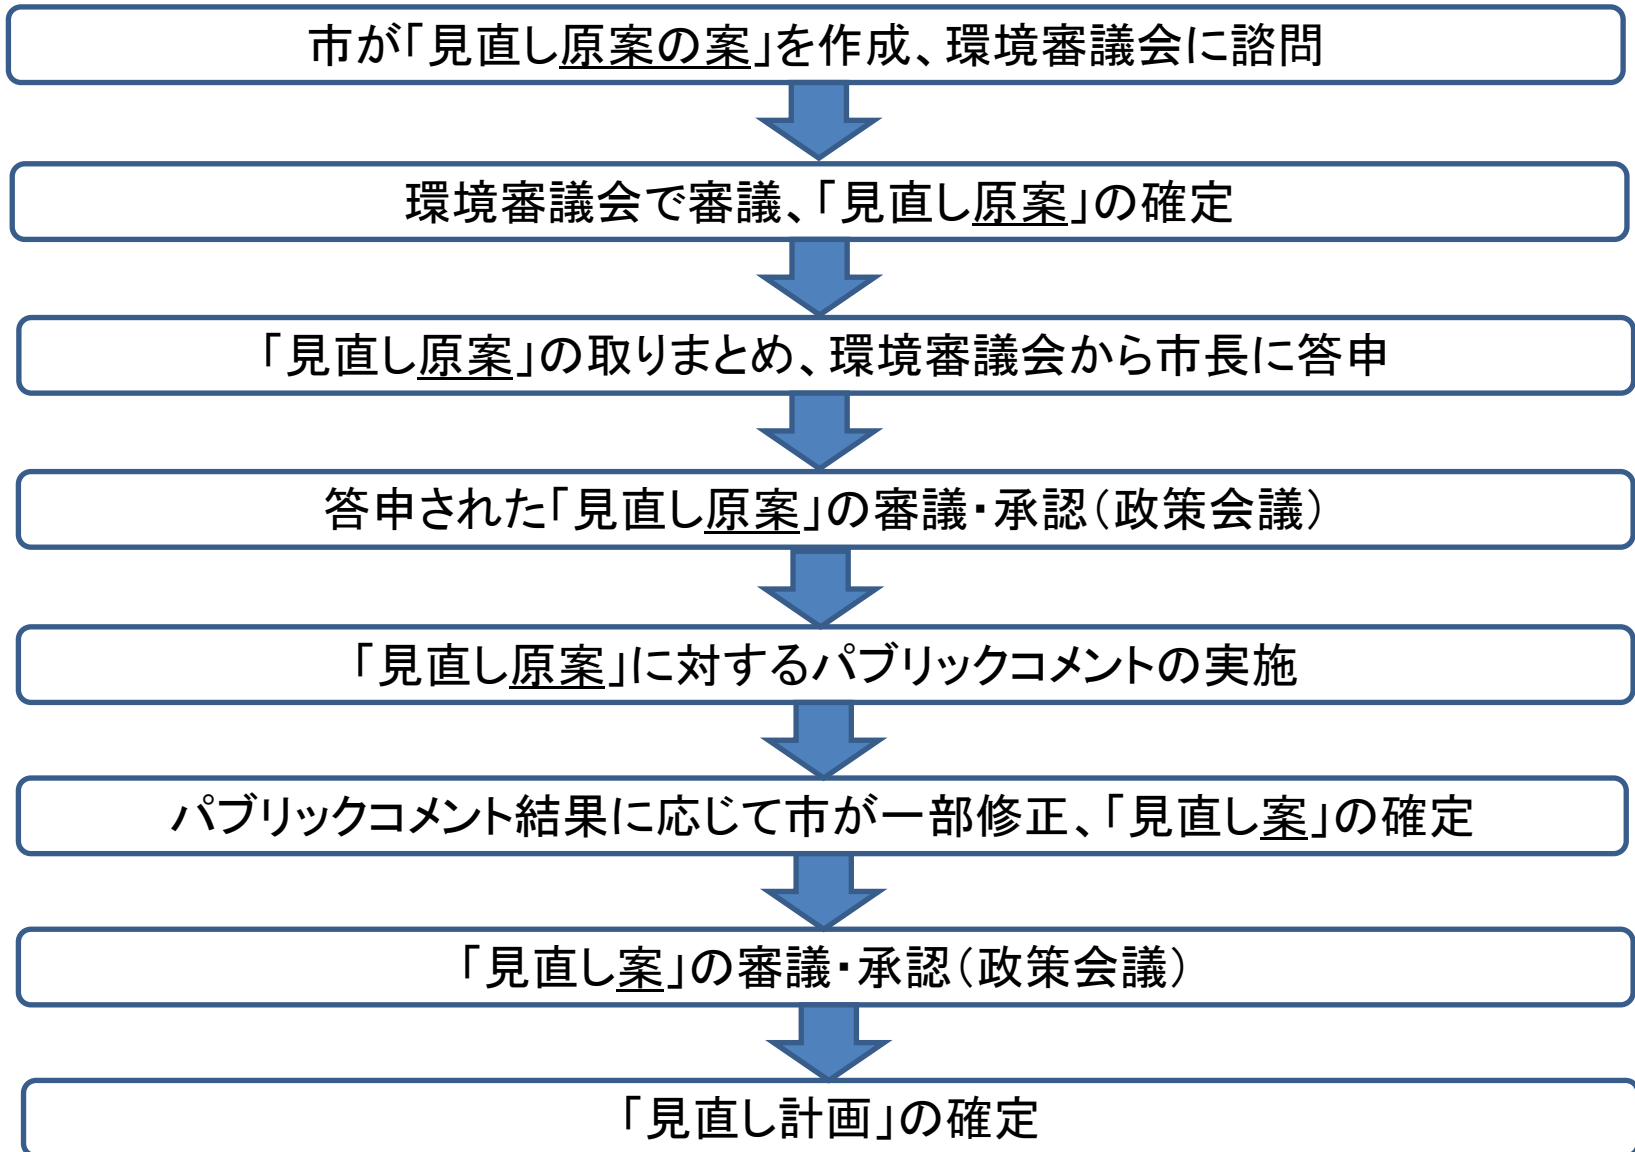 市が「見直し原案の案」を作成、環境審議会に諮問
環境審議会で審議、「見直し原案」の確定
「見直し原案」の取りまとめ、環境審議会から市長に答申
答申された「見直し原案」の審議・承認（政策会議）
「見直し原案」に対するパブリックコメントの実施
パブリックコメント結果に応じて市が一部修正、「見直し案」の確定
「見直し案」の審議・承認（政策会議）
「見直し計画」の確定